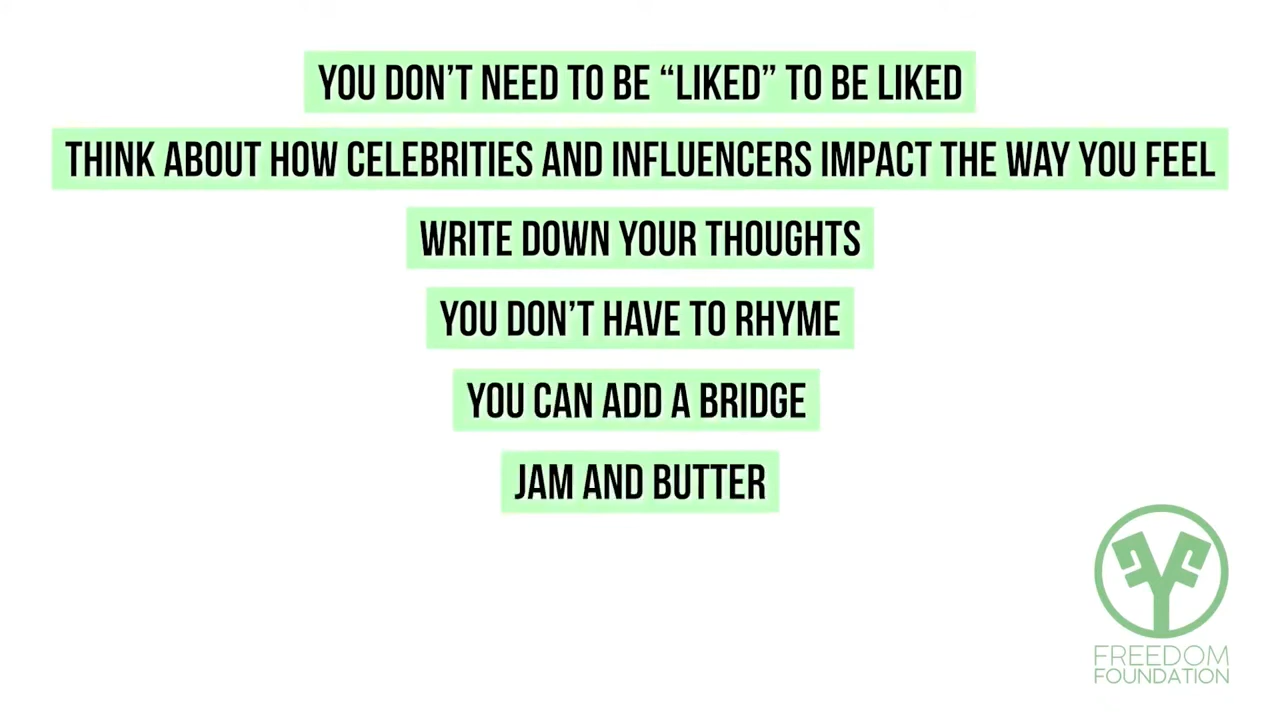 YOU DON'T NEED TO BE “LIKED” TO BE LIKED
THINK ABOUT HOW CELEBRITIES AND INFLUENCERS IMPACT THE WAY YOU FEEL
WRITE DOWN YOUR THOUGHTS
YOU DON'T HAVE TO RHYME
YOU CAN ADD A BRIDGE
JAM AND BUTTER
FREEDOM
FOUNDATION